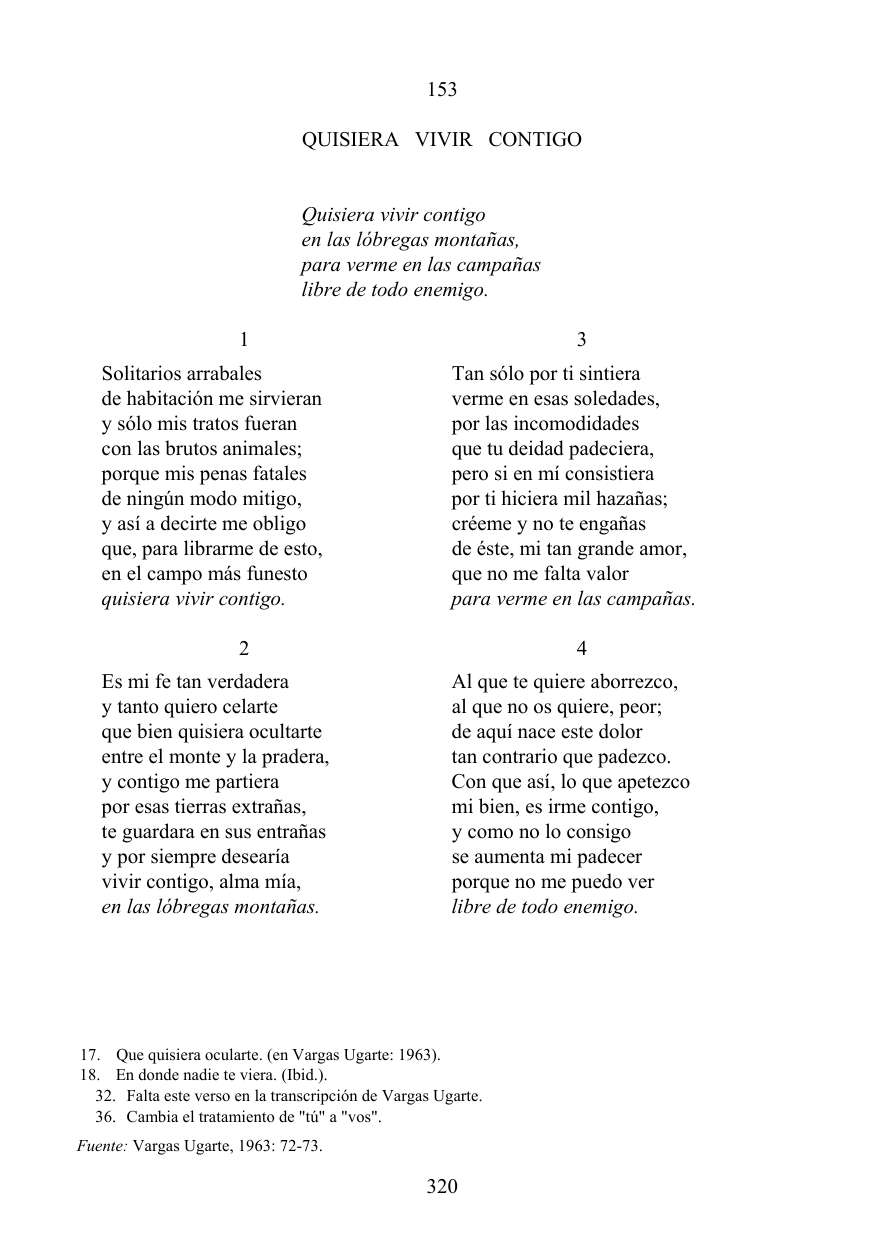 153
QUISIERA VIVIR CONTIGO
Quisiera vivir contigo
en las lóbregas montañas,
para verme en las campañas
libre de todo enemigo.
1
Solitarios arrabales
de habitación me sirvieran
y sólo mis tratos fueran
con las brutos animales;
porque mis penas fatales
de ningún modo mitigo,
y así a decirte me obligo
que, para librarme de esto,
en el campo más funesto
quisiera vivir contigo.
2
Es mi fe tan verdadera
y tanto quiero celarte
que bien quisiera ocultarte
entre el monte y la pradera,
y contigo me partiera
por esas tierras extrañas,
te guardara en sus entrañas
y por siempre desearía
vivir contigo, alma mía,
en las lóbregas montañas.
3
Tan sólo por ti sintiera
verme en esas soledades,
por las incomodidades
que tu deidad padeciera,
pero si en mí consistiera
por ti hiciera mil hazañas;
créeme y no te engañas
de éste, mi tan grande amor,
que no me falta valor
para verme en las campañas.
4
Al que te quiere aborrezco,
al que no os quiere, peor;
de aquí nace este dolor
tan contrario que padezco.
Con que así, lo que apetezco
mi bien, es irme contigo,
y como no lo consigo
se aumenta mi padecer
porque no me puedo ver
libre de todo enemigo.
17. Que quisiera ocularte. (en Vargas Ugarte: 1963).
18. En donde nadie te viera. (Ibid.).
32. Falta este verso en la transcripción de Vargas Ugarte.
36. Cambia el tratamiento de "tú" a "vos".
Fuente: Vargas Ugarte, 1963: 72-73.
320